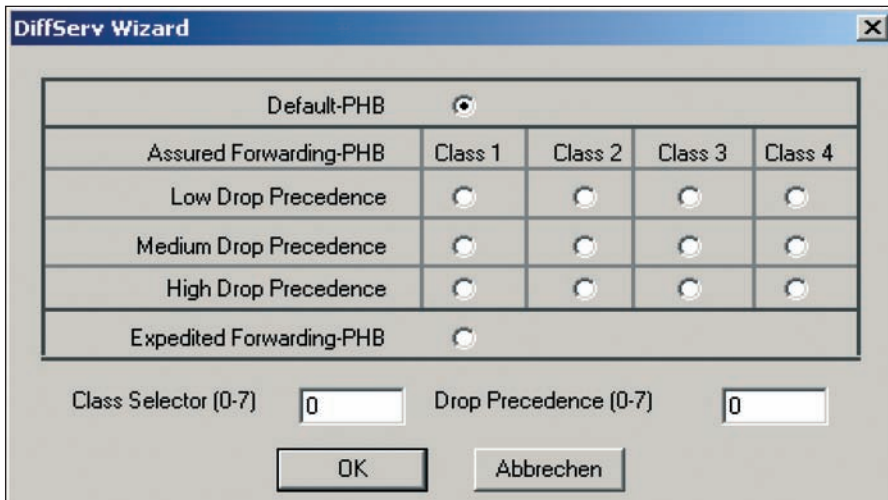 DiffServ Wizard
Default-PHB
Assured Forwarding-PHB Class 1 Class 2 Class 3 Class 4
Low Drop Precedence
Medium Drop Precedence
High Drop Precedence
Expedited Forwarding-PHB
Class Selector (0-7) 0 Drop Precedence (0-7) 0
OK Abbrechen